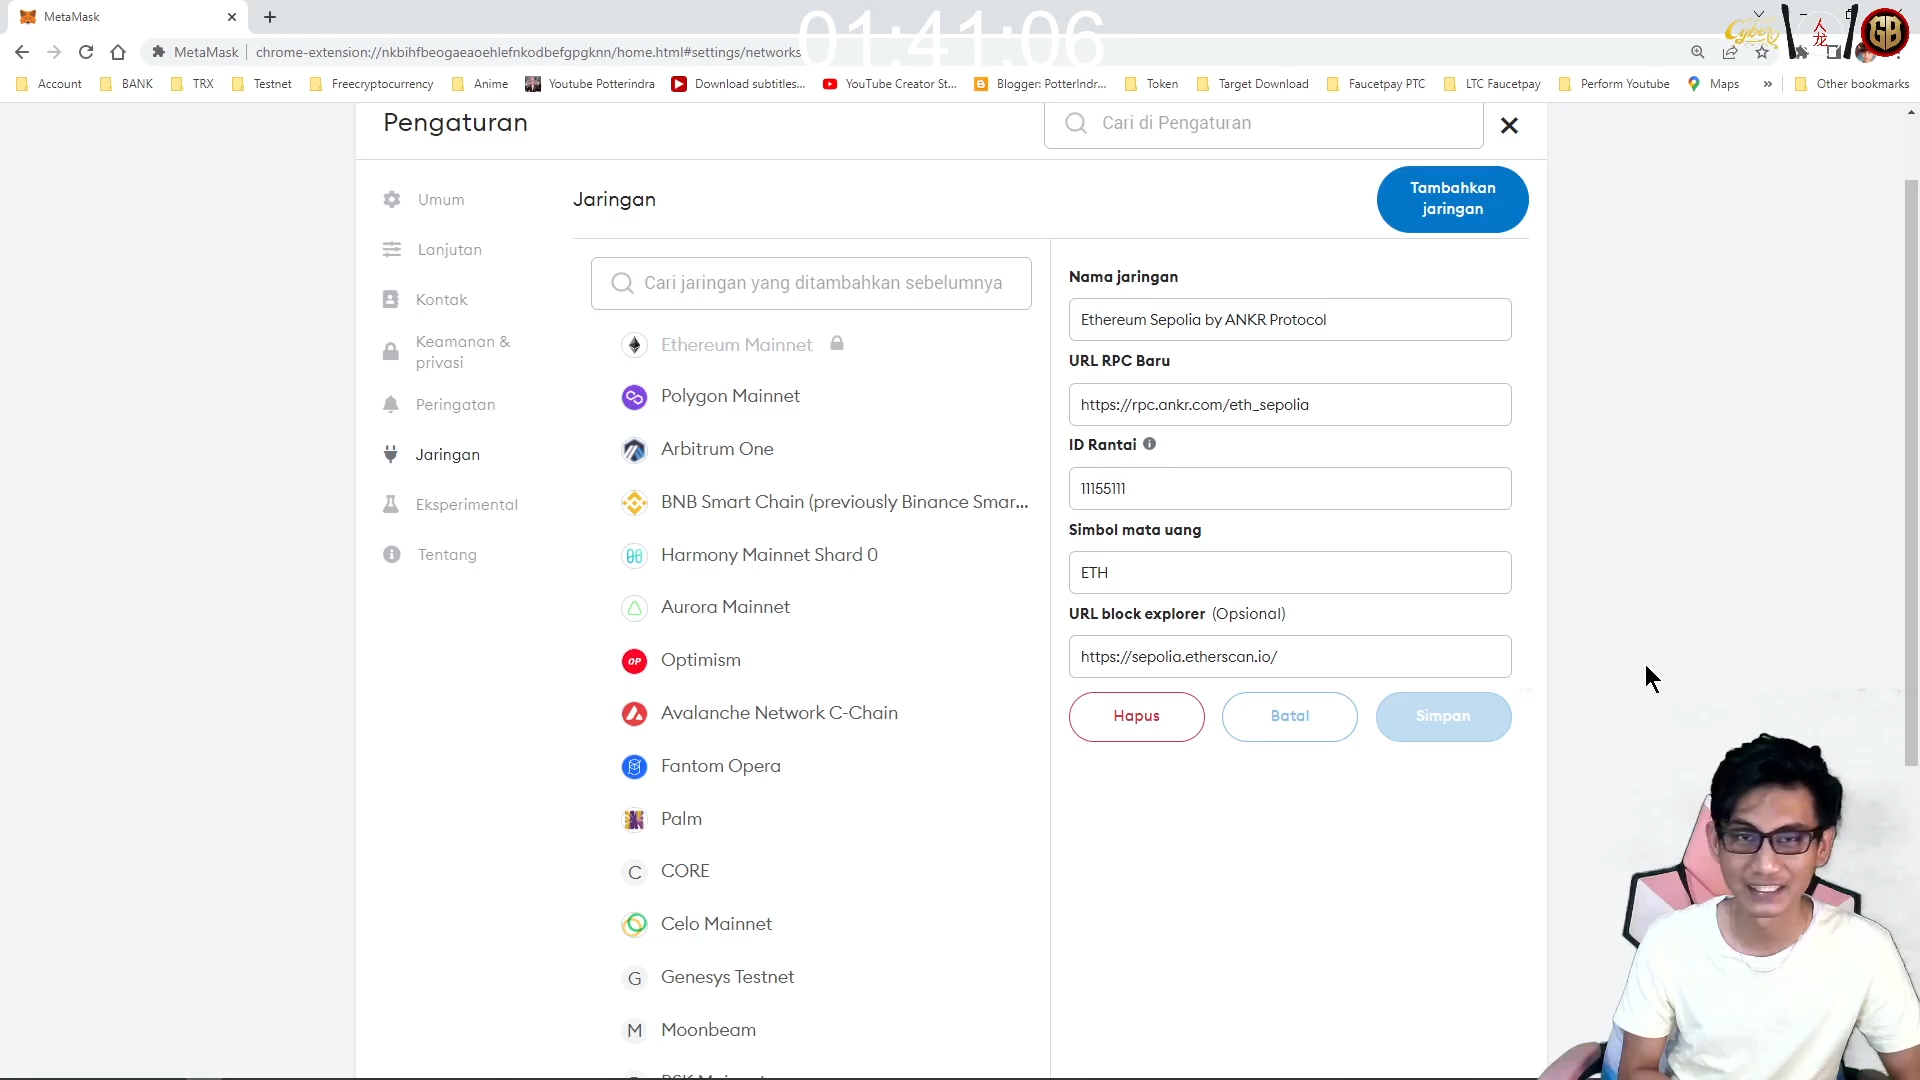 MetaMask
01:41:06
Cyber
人
龙
GB
MetaMask
chrome-extension://nkbihfbeogaeaoehlefnkodbefgpgknn/home.html#settings/networks
Account
BANK
TRX
Testnet
Freecryptocurrency
Anime
Youtube Potterindra
Download subtitles...
YouTube Creator St...
Blogger: PorterIndr...
Token
Target Download
Faucetpay PTC
LTC Faucetpay
Perform Youtube
Maps
»
Other bookmarks
Pengaturan
Cari di Pengaturan
Umum
Lanjutan
Kontak
Keamanan &
privasi
Peringatan
Jaringan
Eksperimental
Tentang
Jaringan
Tambahkan
jaringan
Cari jaringan yang ditambahkan sebelumnya
Ethereum Mainnet
Polygon Mainnet
Arbitrum One
BNB Smart Chain (previously Binance Smar...
Harmony Mainnet Shard 0
Aurora Mainnet
OP Optimism
Avalanche Network C-Chain
Fantom Opera
Palm
C CORE
Celo Mainnet
G Genesys Testnet
M Moonbeam
Nama jaringan
Ethereum Sepolia by ANKR Protocol
URL RPC Baru
https://rpc.ankr.com/eth_sepolia
ID Rantai
11155111
Simbol mata uang
ETH
URL block explorer (Opsional)
https://sepolia.etherscan.io/
Hapus
Batal
Simpan